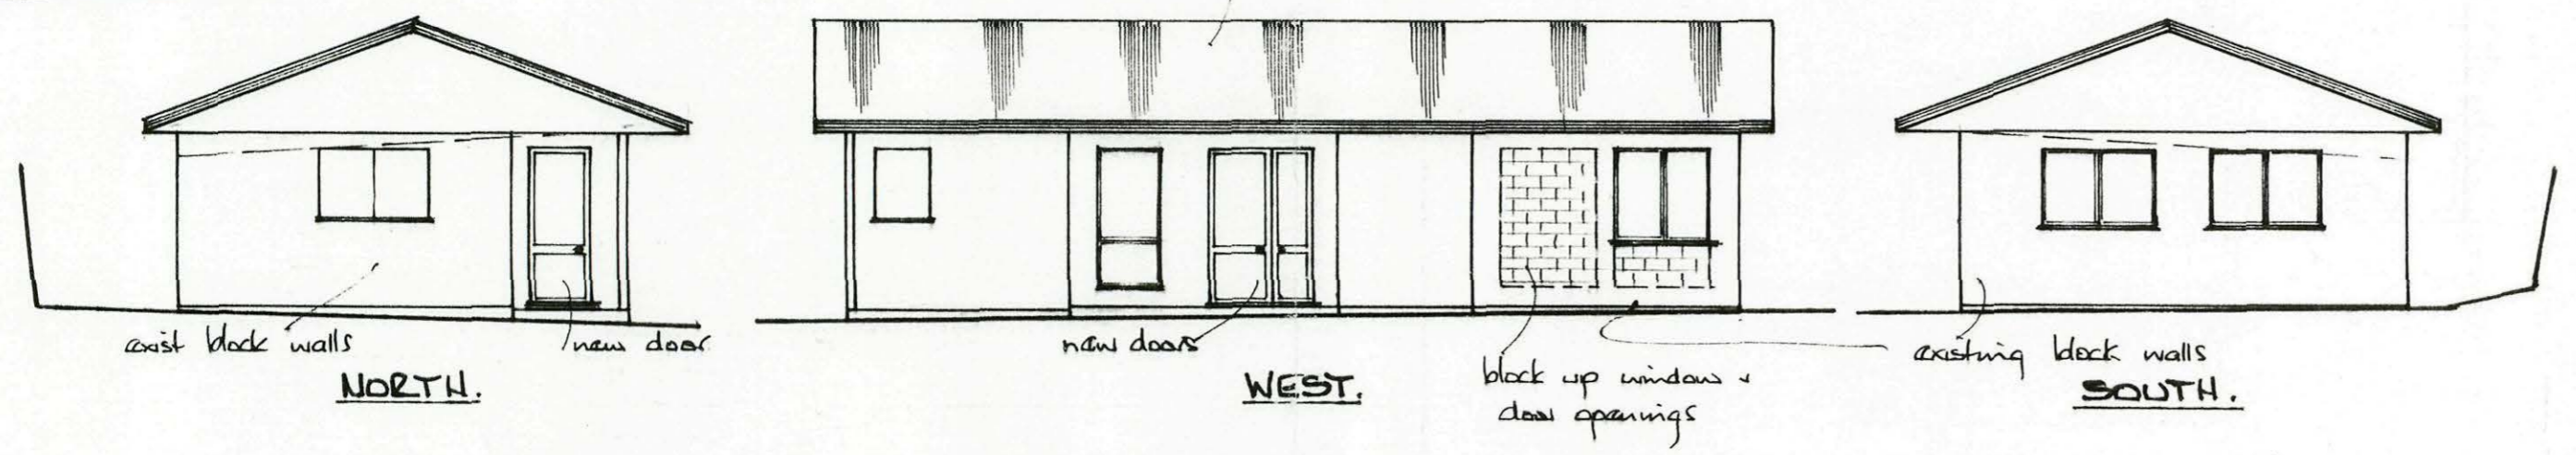 exist block walls
new door
NORTH.
new doors
WEST.
block up window &
door openings
existing block walls
SOUTH.